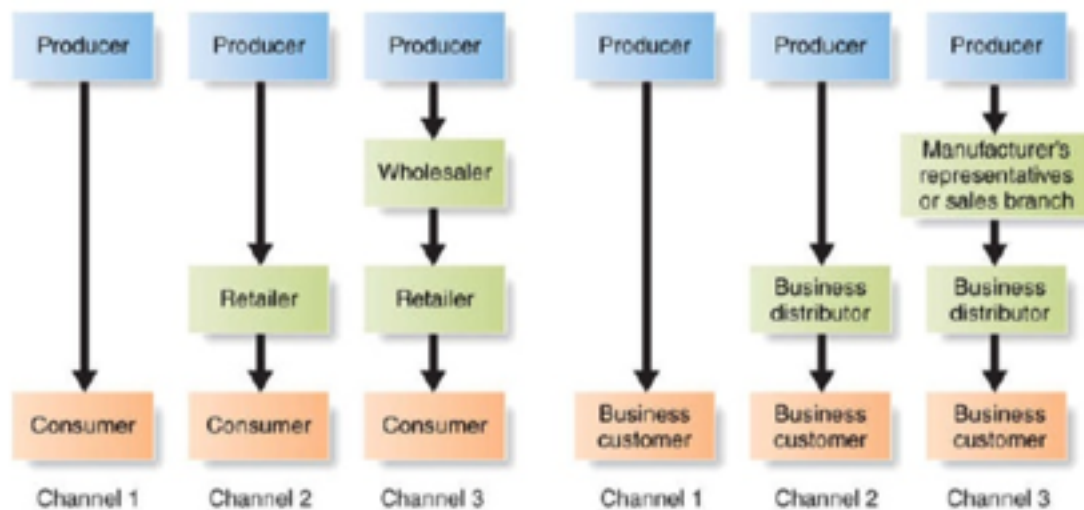 Producer
Producer
Producer
Producer
Producer
Producer
Wholesaler
Manufacturer's
representatives
or sales branch
Retailer
Retailer
Business
distributor
Business
distributor
Consumer
Consumer
Consumer
Business
customer
Business
customer
Business
customer
Channel 1
Channel 2
Channel 3
Channel 1
Channel 2
Channel 3